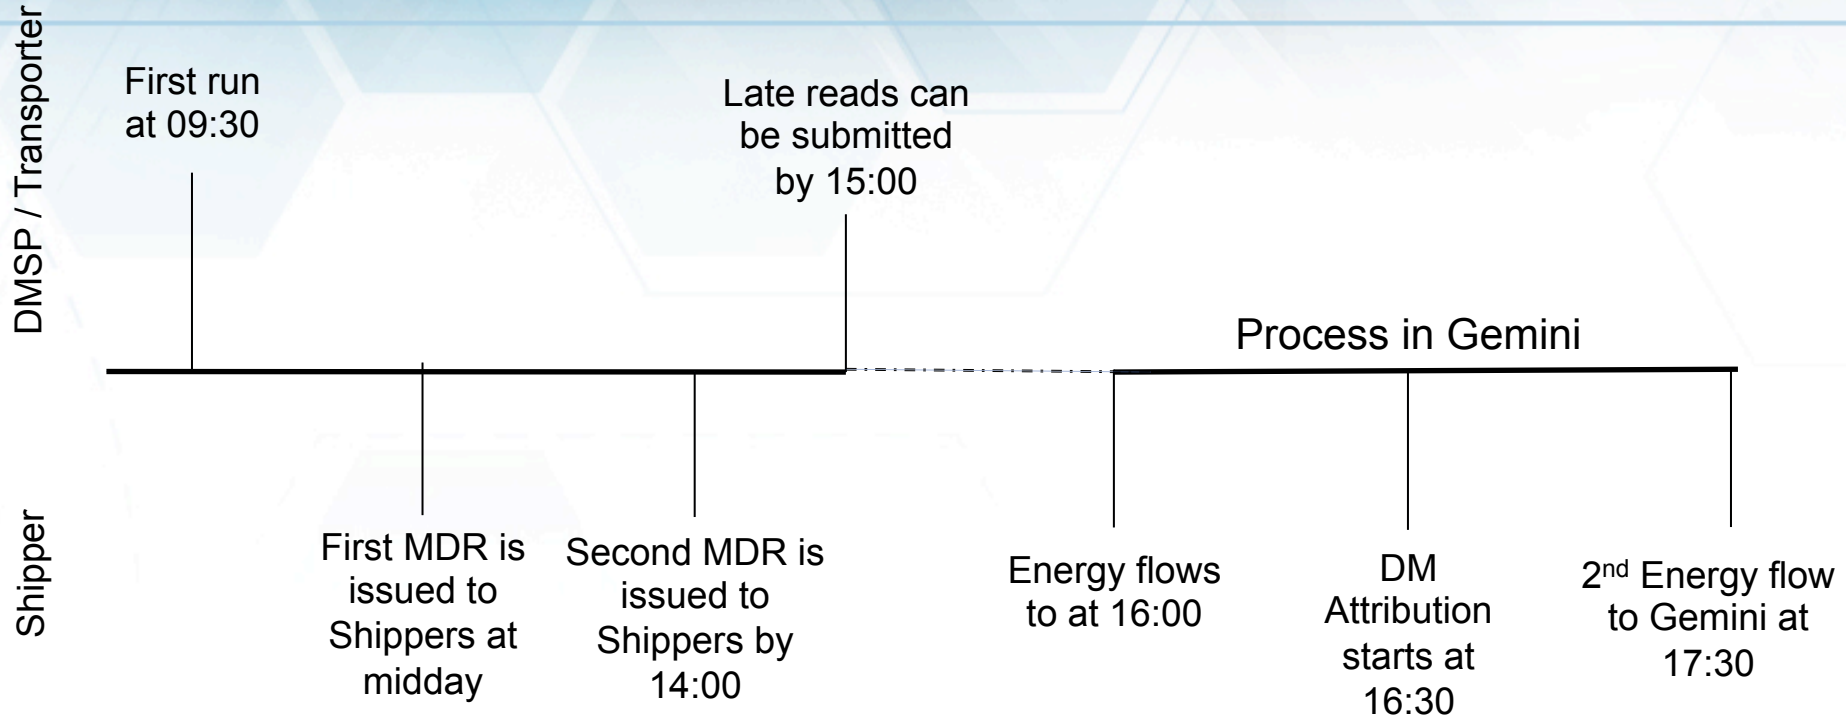 DMSP / Transporter
First run
at 09:30
Late reads can
be submitted
by 15:00
Process in Gemini
Shipper
First MDR is
issued to
Shippers at
midday
Second MDR is
issued to
Shippers by
14:00
Energy flows
to at 16:00
DM
Attribution
starts at
16:30
2nd Energy flow
to Gemini at
17:30